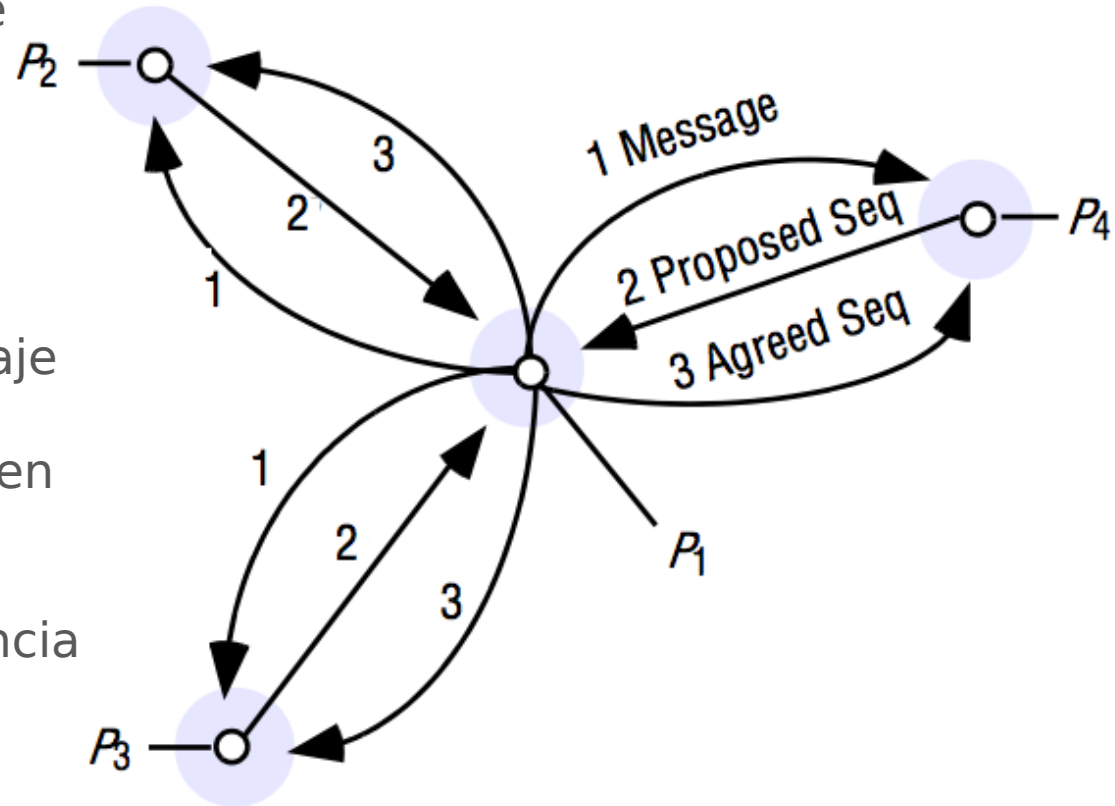 e
P2
3
1 Message
2
2 Proposed Seq
P4
1
3 Agreed Seq
aje
1
en
2
P1
3
ncia
P3